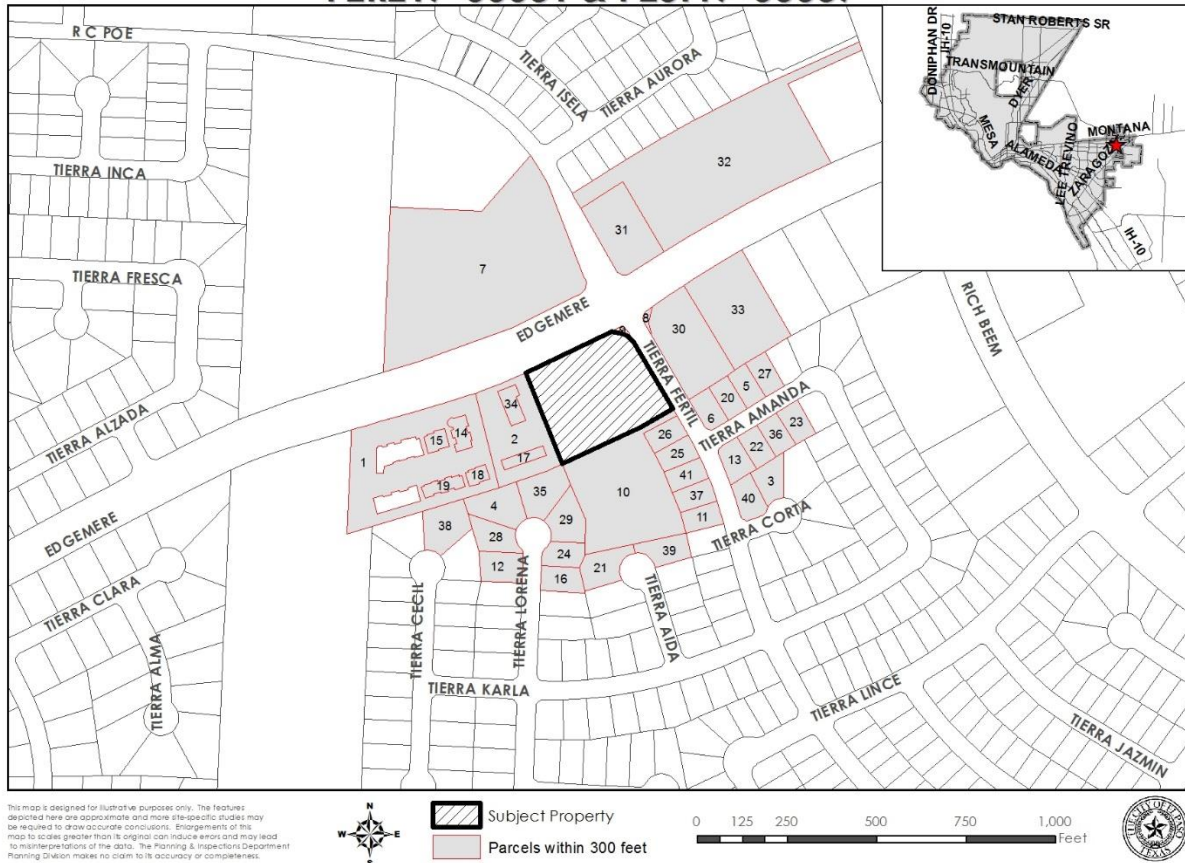 R C POE
TIERRA ISELA
TIERRA AURORA
STAN ROBERTS SR
DONIPHAN DR
IH-10
TRANSMOUNTAIN
DYER
MESA
MONTANA
ALAMEDA
LEE TREVINO
ZARAGOZA
IH-10
TIERRA INCA
32
31
7
TIERRA FRESCA
RICH BEEM
EDGEMERE
8
9
30
33
TIERRA FERTIL
27
5
20
6
TIERRA AMANDA
34
2
17
15
14
1
19
18
TIERRA ALZADA
26
25
41
37
11
13
22
36
23
40
3
TIERRA CORTA
10
35
4
29
38
28
24
12
16
21
39
EDGEMERE
TIERRA CLARA
TIERRA ALMA
TIERRA CECIL
TIERRA LORENA
TIERRA AIDA
TIERRA KARLA
TIERRA LINCE
TIERRA JAZMIN
This map is designed for illustrative purposes only. The features
depicted here are approximate and more site-specific studies may
be required to draw accurate conclusions. Enlargements of this
map to scales greater than its original can induce errors and may lead
to misinterpretations of the data. The Planning & Inspections Department
Planning Division makes no claim to its accuracy or completeness.
N
W E
S
Subject Property
Parcels within 300 feet
0 125 250 500 750 1,000
Feet